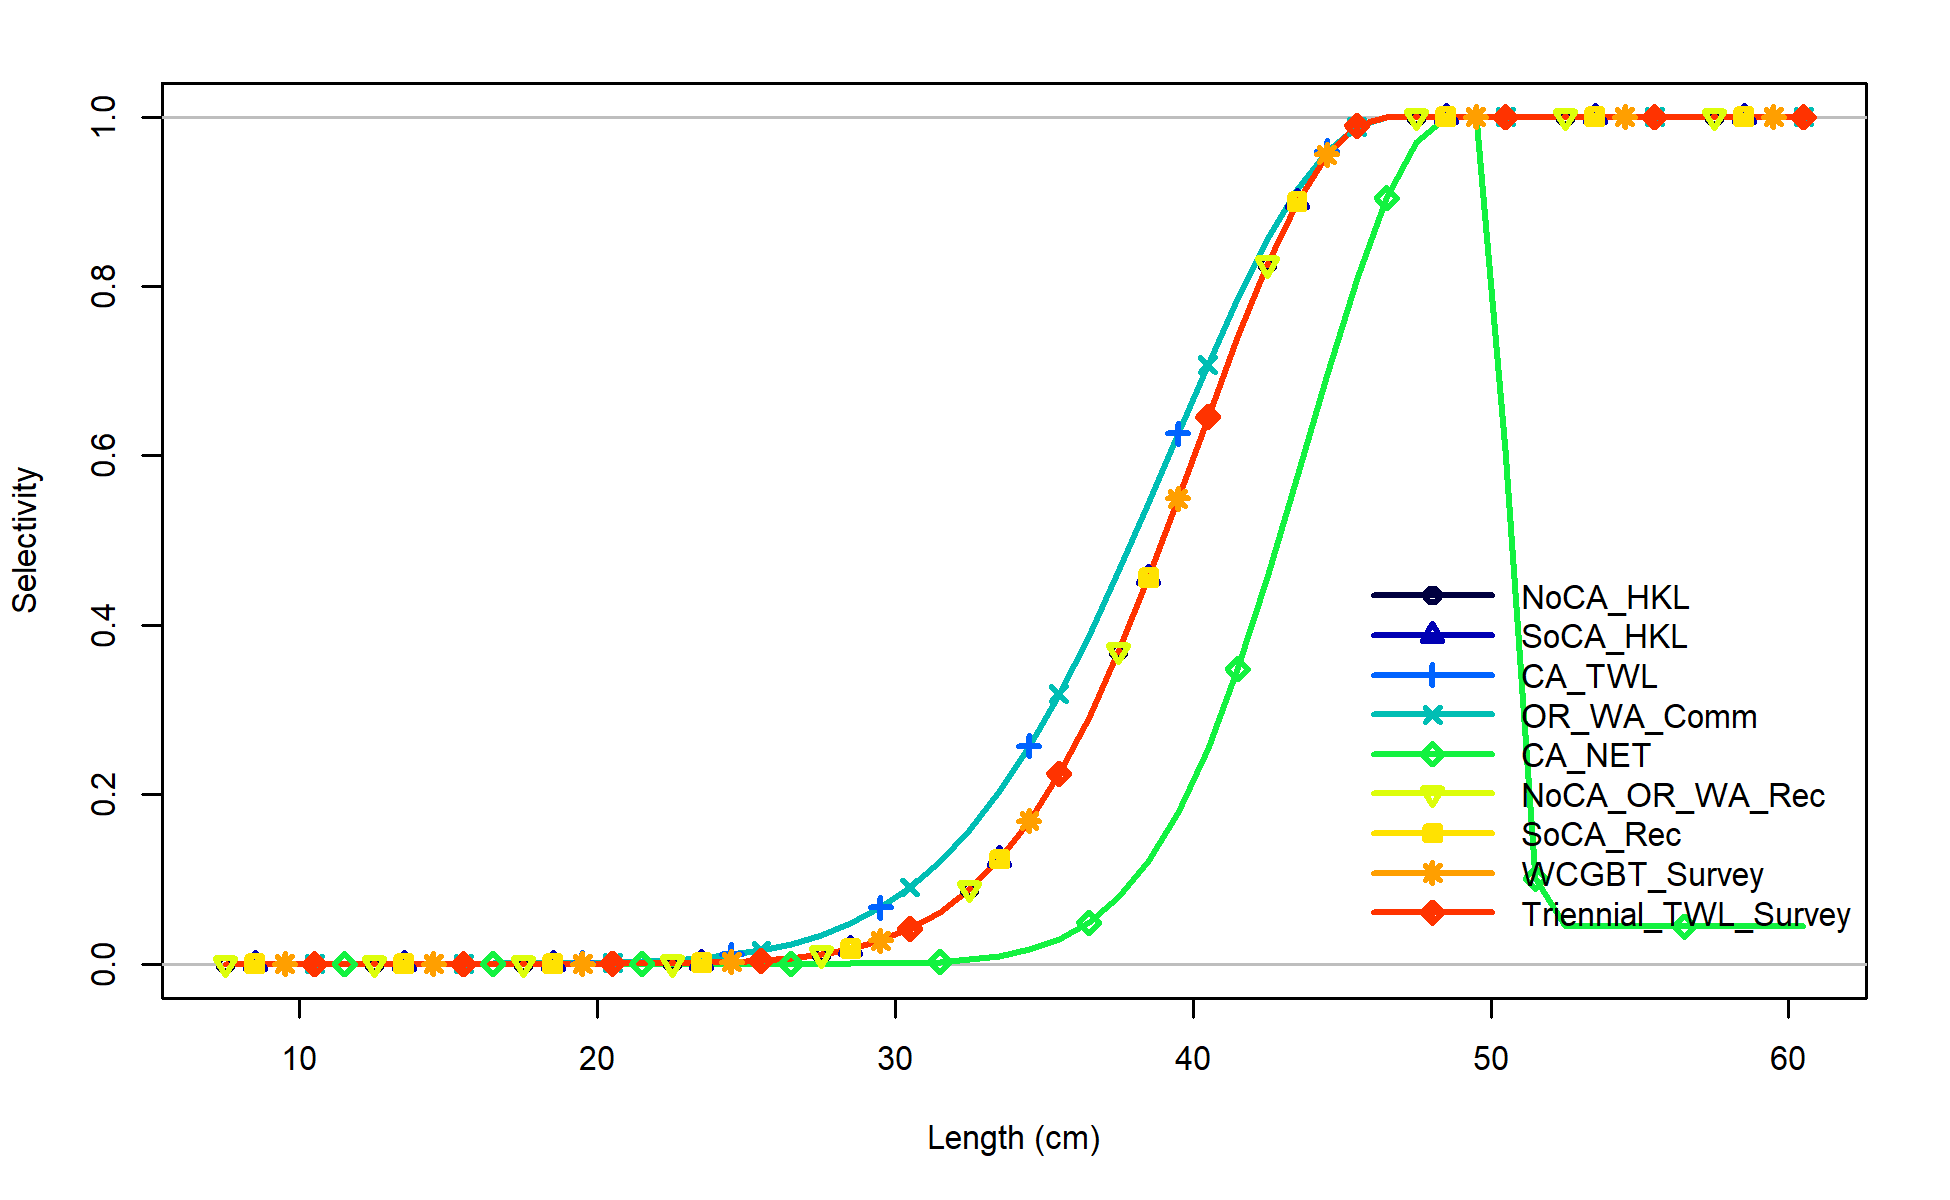 1.0
0.8
0.6
0.4
0.2
0.0
Selectivity
NoCA_HKL
SoCA_HKL
CA_TWL
OR_WA_Comm
CA_NET
NoCA_OR_WA_Rec
SoCA_Rec
WCGBT_Survey
Triennial_TWL_Survey
10 20 30 40 50 60
Length (cm)